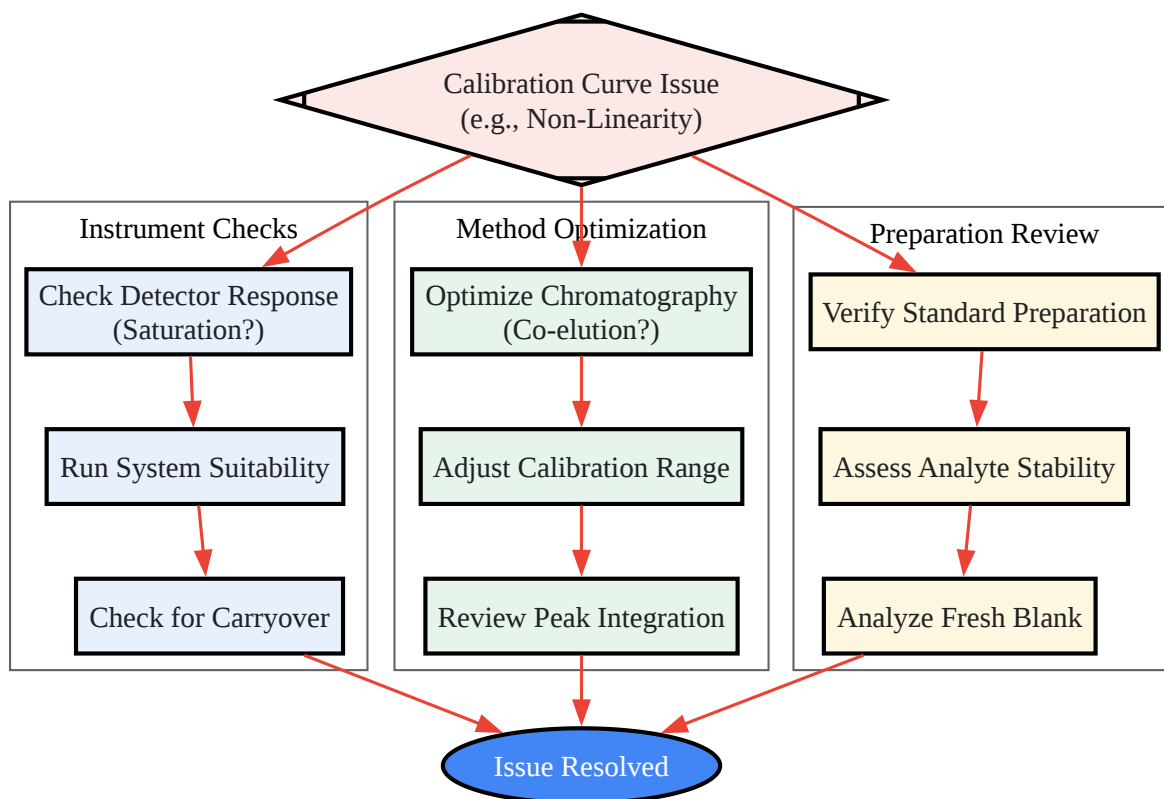 Calibration Curve Issue
(e.g., Non-Linearity)
Instrument Checks
Check Detector Response
(Saturation?)
Run System Suitability
Check for Carryover
Method Optimization
Optimize Chromatography
(Co-elution?)
Adjust Calibration Range
Review Peak Integration
Preparation Review
Verify Standard Preparation
Assess Analyte Stability
Analyze Fresh Blank
Issue Resolved